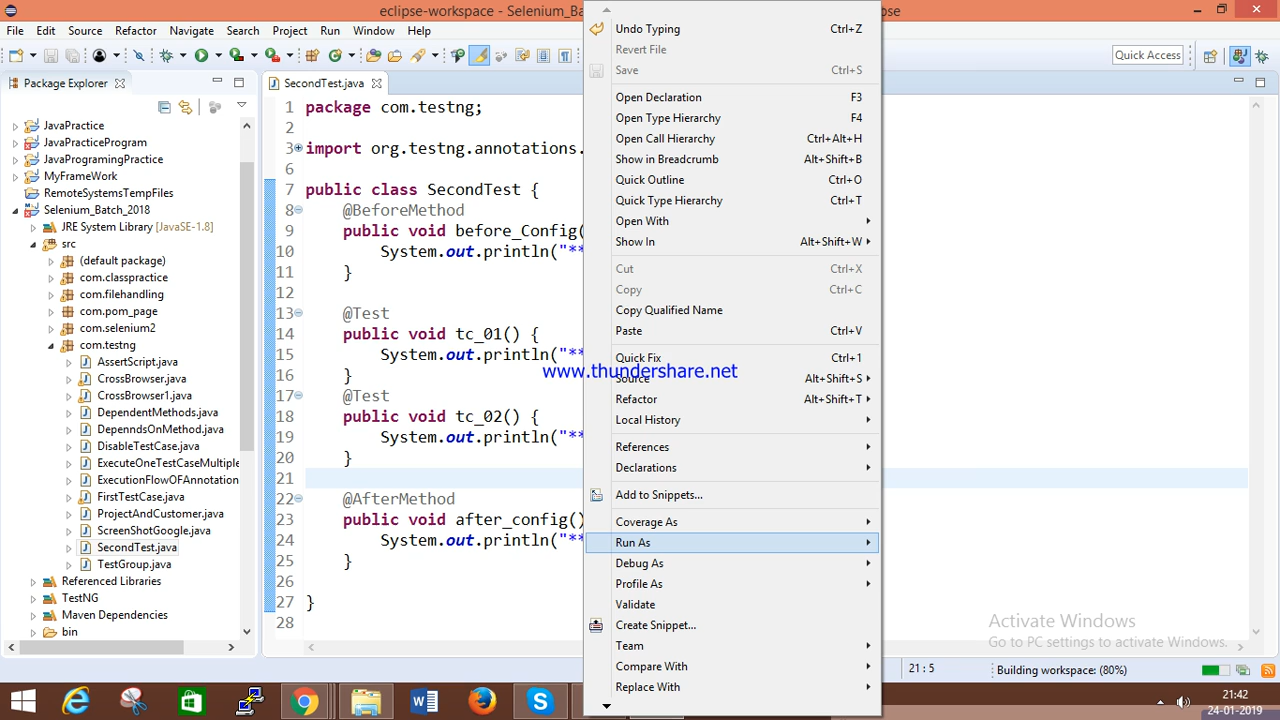 eclipse-workspace - Selenium_Ba
pse
File Edit Source Refactor Navigate Search Project Run Window Help
Quick Access
Package Explorer
JavaPractice
JavaPracticeProgram
JavaProgramingPractice
MyFrameWork
RemoteSystemsTempFiles
Selenium_Batch_2018
JRE System Library [JavaSE-1.8]
src
(default package)
com.classpractice
com.filehandling
com.pom_page
com.selenium2
com.testng
AssertScript.java
CrossBrowser.java
CrossBrowser1.java
DependentMethods.java
DepenndsOnMethod.java
DisableTestCase.java
ExecuteOneTestCaseMultiple
ExecutionFlowOfAnnotation
FirstTestCase.java
ProjectAndCustomer.java
ScreenShotGoogle.java
SecondTest.java
TestGroup.java
Referenced Libraries
TestNG
Maven Dependencies
bin
SecondTest.java
1 package com.testng;
2
3 import org.testng.annotations.
6
7 public class SecondTest {
8 @BeforeMethod
9 public void before_Config(
10 System.out.println("**
11 }
12
13 @Test
14 public void tc_01() {
15 System.out.println("**
16 }
17 @Test
18 public void tc_02() {
19 System.out.println("**
20 }
21
22 @AfterMethod
23 public void after_config()
24 System.out.println("**
25 }
26
27 }
28
Undo Typing Ctrl+Z
Revert File
Save Ctrl+S
Open Declaration F3
Open Type Hierarchy F4
Open Call Hierarchy Ctrl+Alt+H
Show in Breadcrumb Alt+Shift+B
Quick Outline Ctrl+O
Quick Type Hierarchy Ctrl+T
Open With
Show In Alt+Shift+W
Cut Ctrl+X
Copy Ctrl+C
Copy Qualified Name
Paste Ctrl+V
Quick Fix Ctrl+1
www.thundershare.net
Source Alt+Shift+S
Refactor Alt+Shift+T
Local History
References
Declarations
Add to Snippets...
Coverage As
Run As
Debug As
Profile As
Validate
Create Snippet...
Team
Compare With
Replace With
Activate Windows
Go to PC settings to activate Windows.
21 : 5
Building workspace: (80%)
21:42
24-01-2019